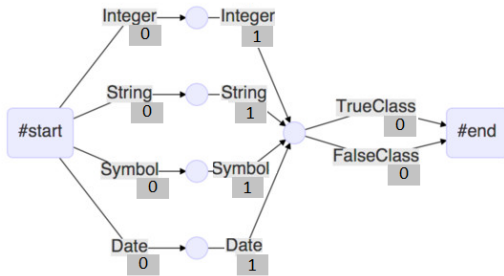 Integer Integer
0 1
String String
0 1
TrueClass
0
#start
#end
FalseClass
0
Symbol Symbol
0 1
Date Date
0 1